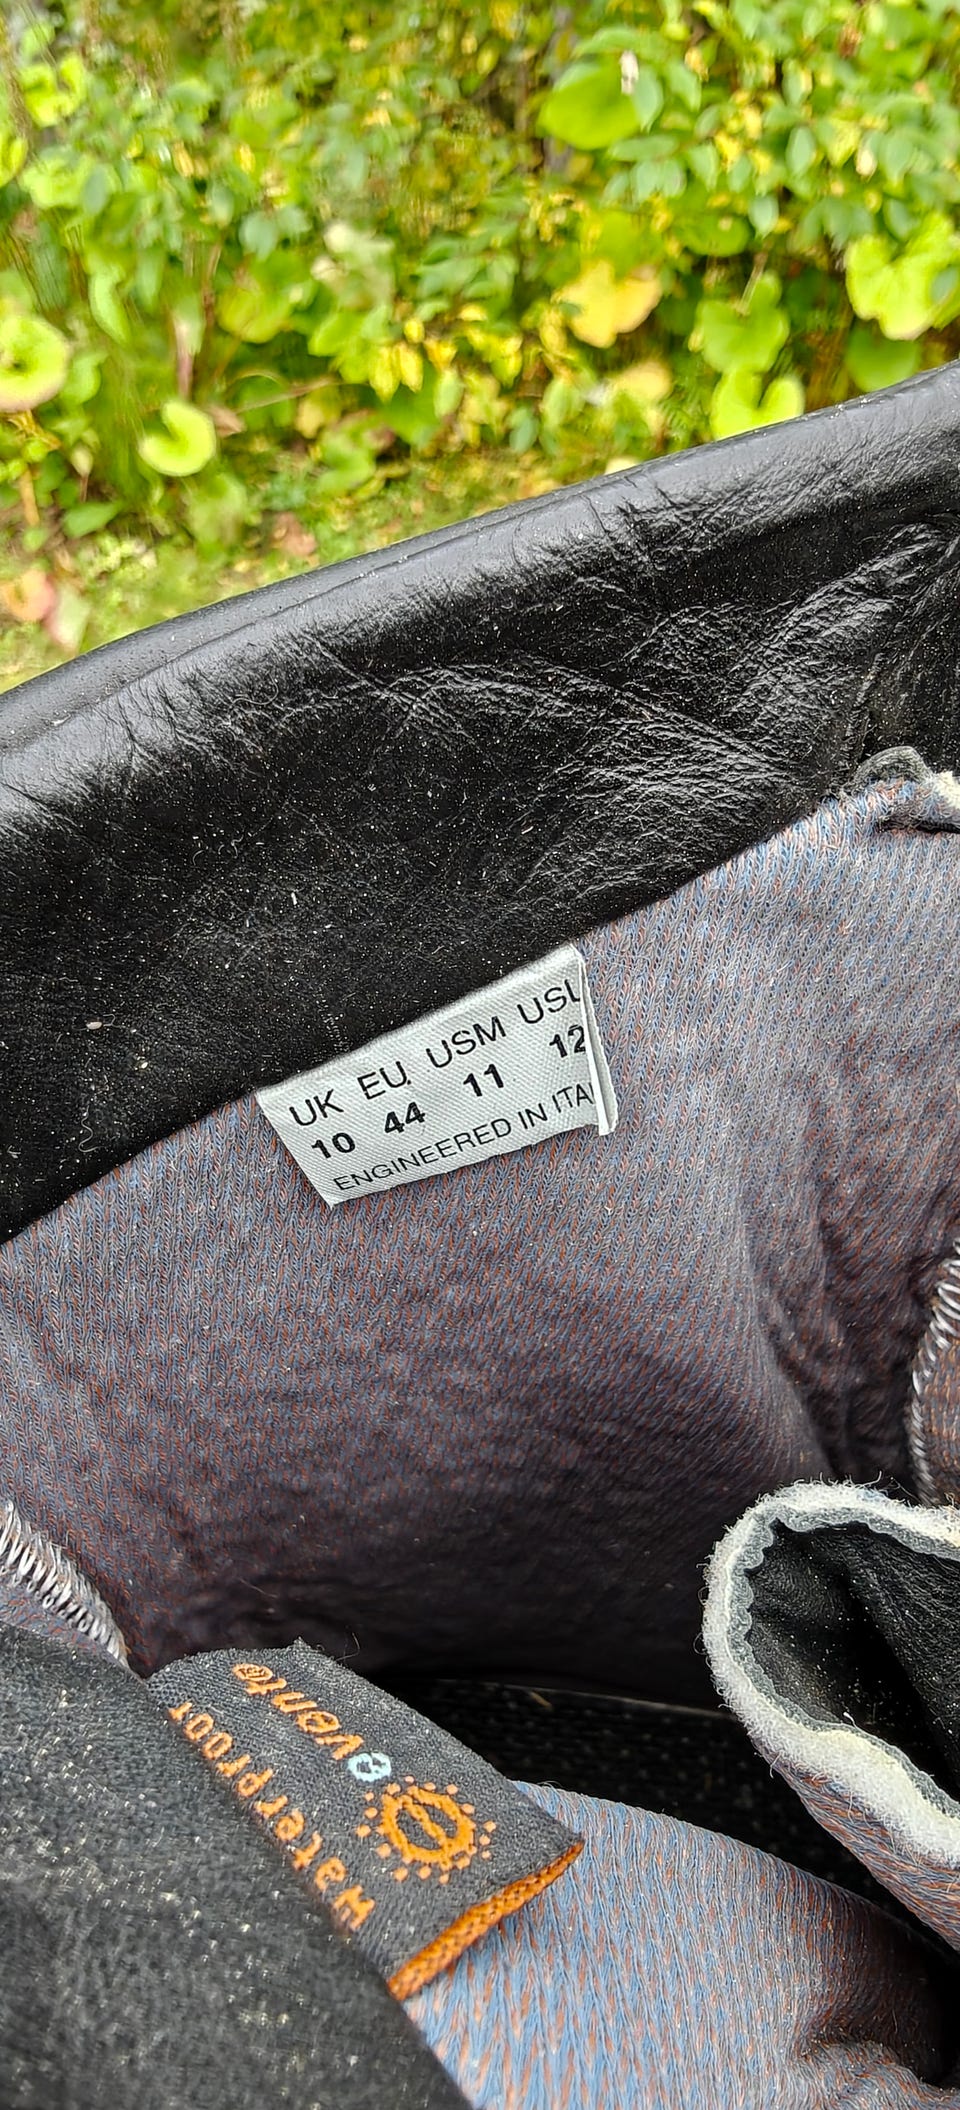 UK EU USM USL
10 44 11 12
ENGINEERED IN ITA
eVent®
Waterproof